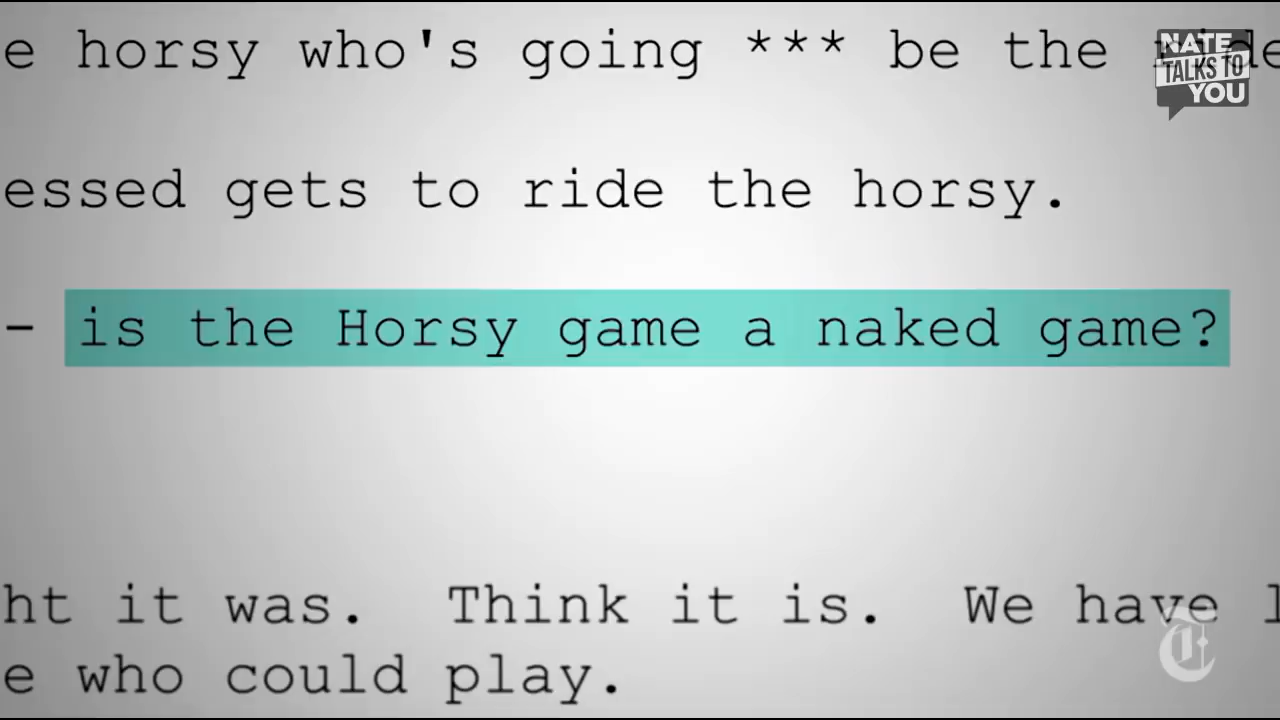 e horsy who's going *** be the ride
essed gets to ride the horsy.
- is the Horsy game a naked game?
ht it was.  Think it is.  We have l
e who could play.
NATE
TALKS TO
YOU
T